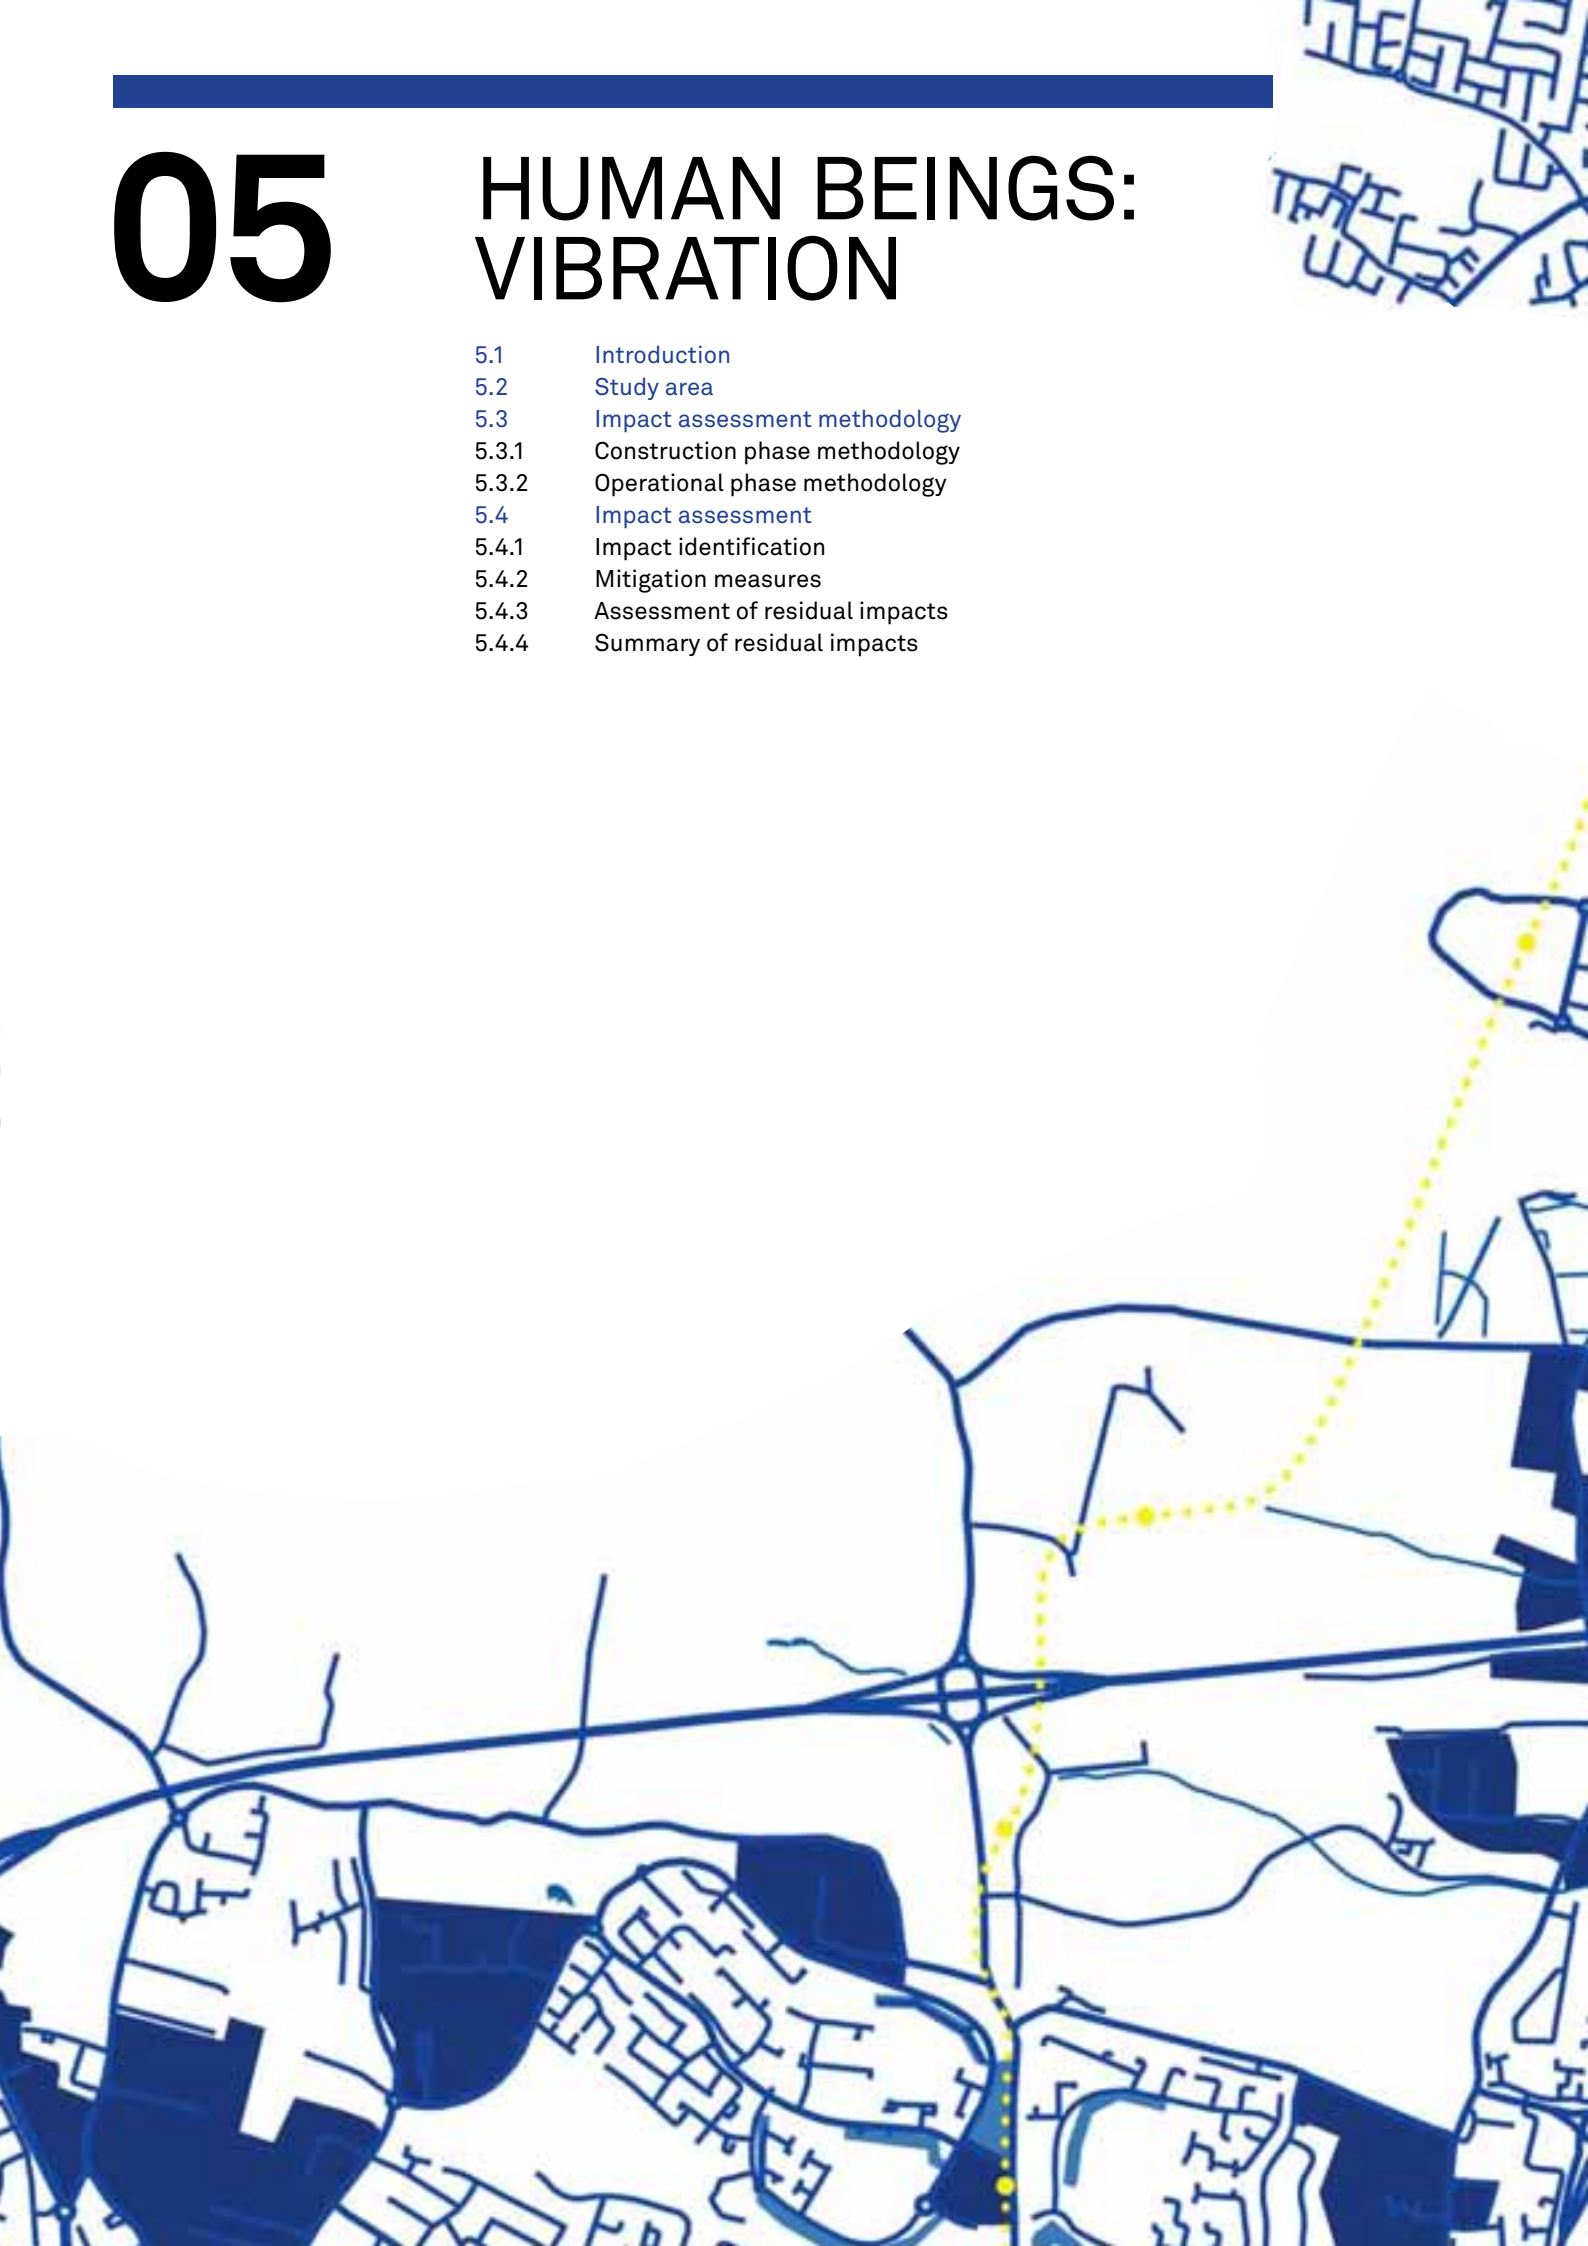 05
HUMAN BEINGS:
VIBRATION
5.1 Introduction
5.2 Study area
5.3 Impact assessment methodology
5.3.1 Construction phase methodology
5.3.2 Operational phase methodology
5.4 Impact assessment
5.4.1 Impact identification
5.4.2 Mitigation measures
5.4.3 Assessment of residual impacts
5.4.4 Summary of residual impacts